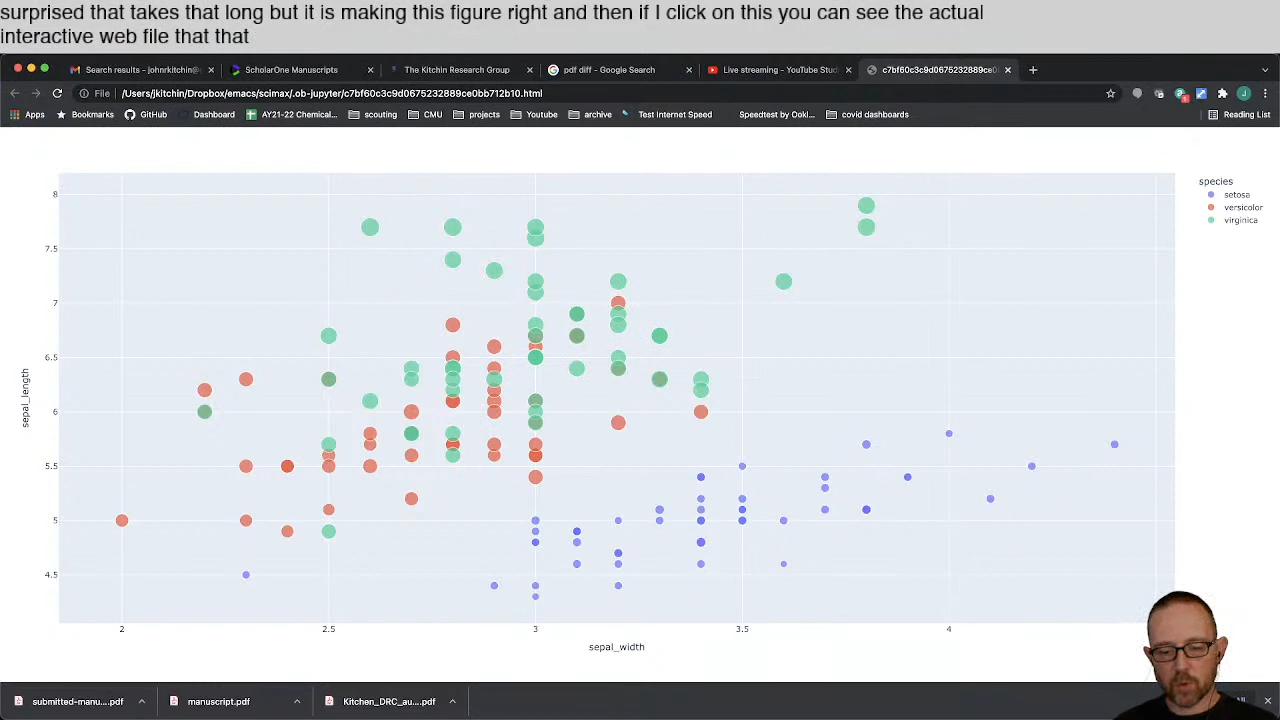 surprised that takes that long but it is making this figure right and then if I click on this you can see the actual
interactive web file that that
Search results - johnrkitchin@
ScholarOne Manuscripts
The Kitchin Research Group
pdf diff - Google Search
Live streaming - YouTube Stud
c7bf60c3c9d0675232889ce0
File /Users/jkitchin/Dropbox/emacs/scimax/.ob-jupyter/c7bf60c3c9d0675232889ce0bb712b10.html
Apps Bookmarks GitHub Dashboard AY21-22 Chemical... scouting CMU projects Youtube archive Test Internet Speed Speedtest by Ookl... covid dashboards Reading List
species
setosa
versicolor
virginica
8
7.5
7
6.5
6
5.5
5
4.5
sepal_length
2 2.5 3 3.5 4
sepal_width
submitted-manu....pdf
manuscript.pdf
Kitchen_DRC_au....pdf